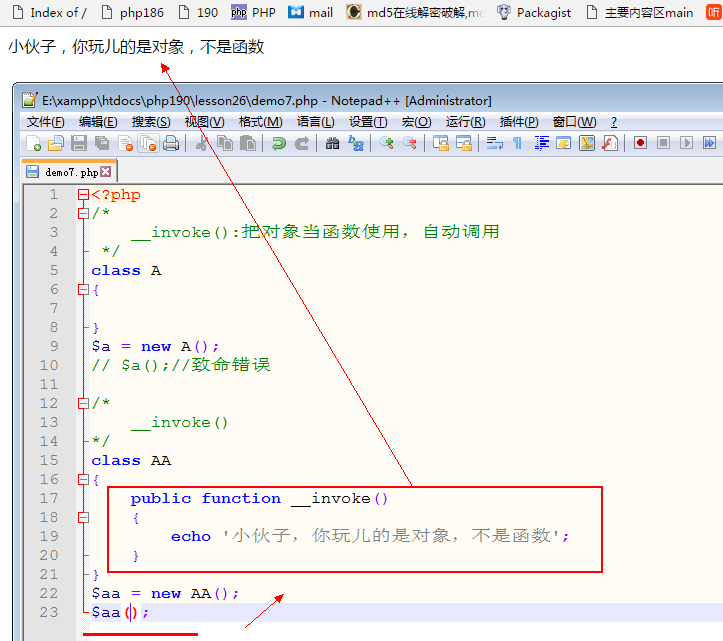 Index of / php186 190 PHP mail md5在线解密破解,md Packagist 主要内容区main 听
小伙子，你玩儿的是对象，不是函数
E:\xampp\htdocs\php190\lesson26\demo7.php - Notepad++ [Administrator]
文件(F) 编辑(E) 搜索(S) 视图(V) 格式(M) 语言(L) 设置(T) 宏(O) 运行(R) 插件(P) 窗口(W) ?
demo7.php
1 <?php
2 /*
3 __invoke():把对象当函数使用，自动调用
4 */
5 class A
6 {
7
8 }
9 $a = new A();
10 // $a();//致命错误
11
12 /*
13 __invoke()
14 */
15 class AA
16 {
17 public function __invoke()
18 {
19 echo '小伙子，你玩儿的是对象，不是函数';
20 }
21 }
22 $aa = new AA();
23 $aa();